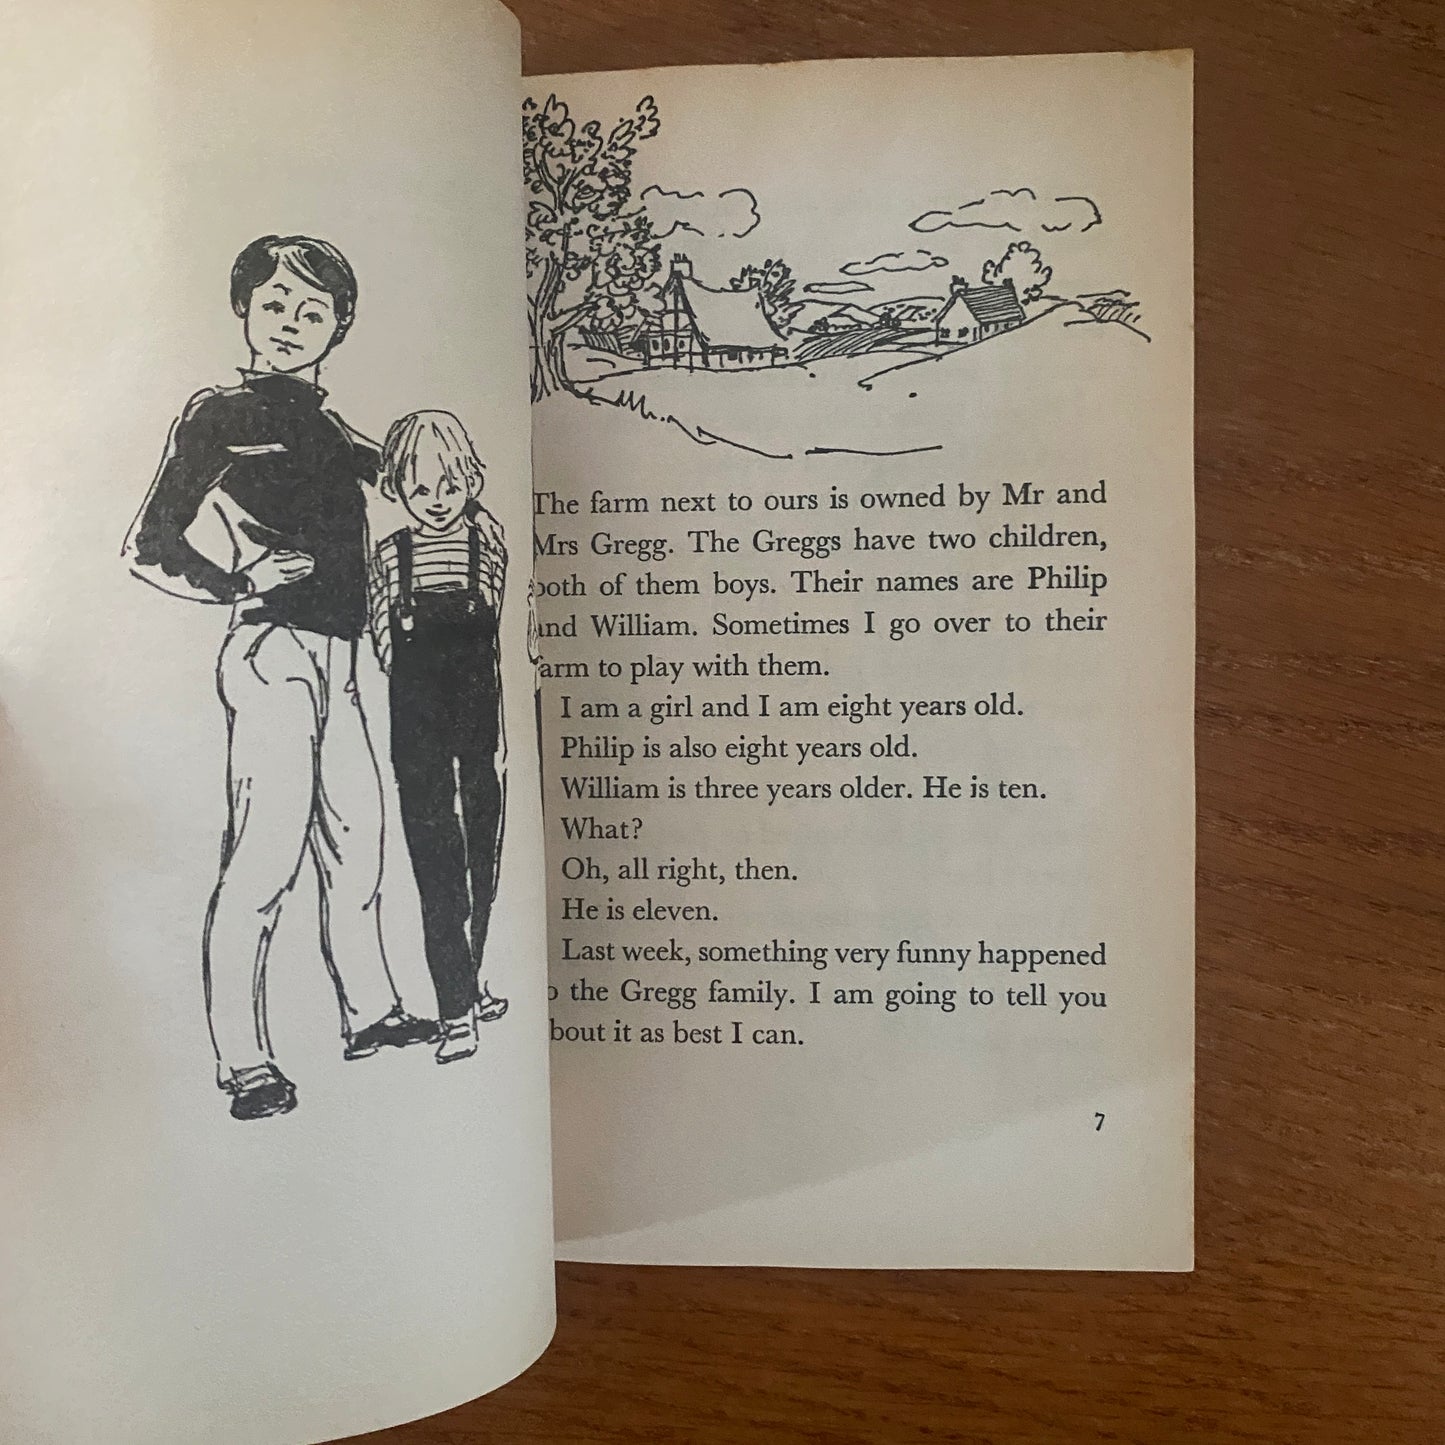 The farm next to ours is owned by Mr and
Mrs Gregg. The Greggs have two children,
both of them boys. Their names are Philip
and William. Sometimes I go over to their
farm to play with them.
I am a girl and I am eight years old.
Philip is also eight years old.
William is three years older. He is ten.
What?
Oh, all right, then.
He is eleven.
Last week, something very funny happened
to the Gregg family. I am going to tell you
about it as best I can.
7